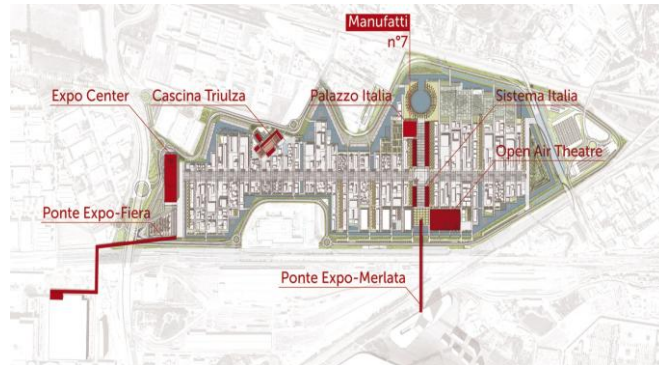 Manufatti
n°7
Expo Center
Cascina Triulza
Palazzo Italia
Sistema Italia
Open Air Theatre
Ponte Expo-Fiera
Ponte Expo-Merlata